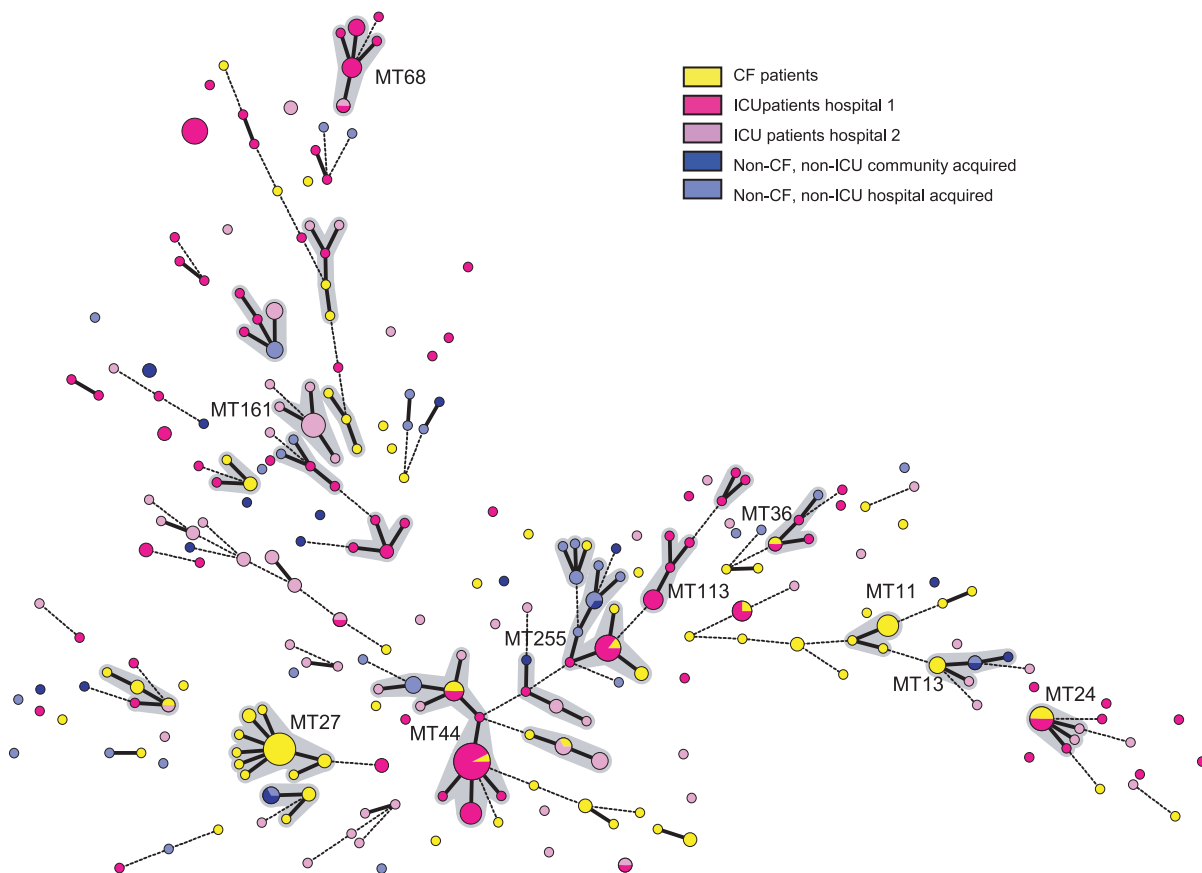 MT68
CF patients
ICUpatients hospital 1
ICU patients hospital 2
Non-CF, non-ICU community acquired
Non-CF, non-ICU hospital acquired
MT161
MT36
MT113
MT11
MT255
MT13
MT24
MT27
MT44